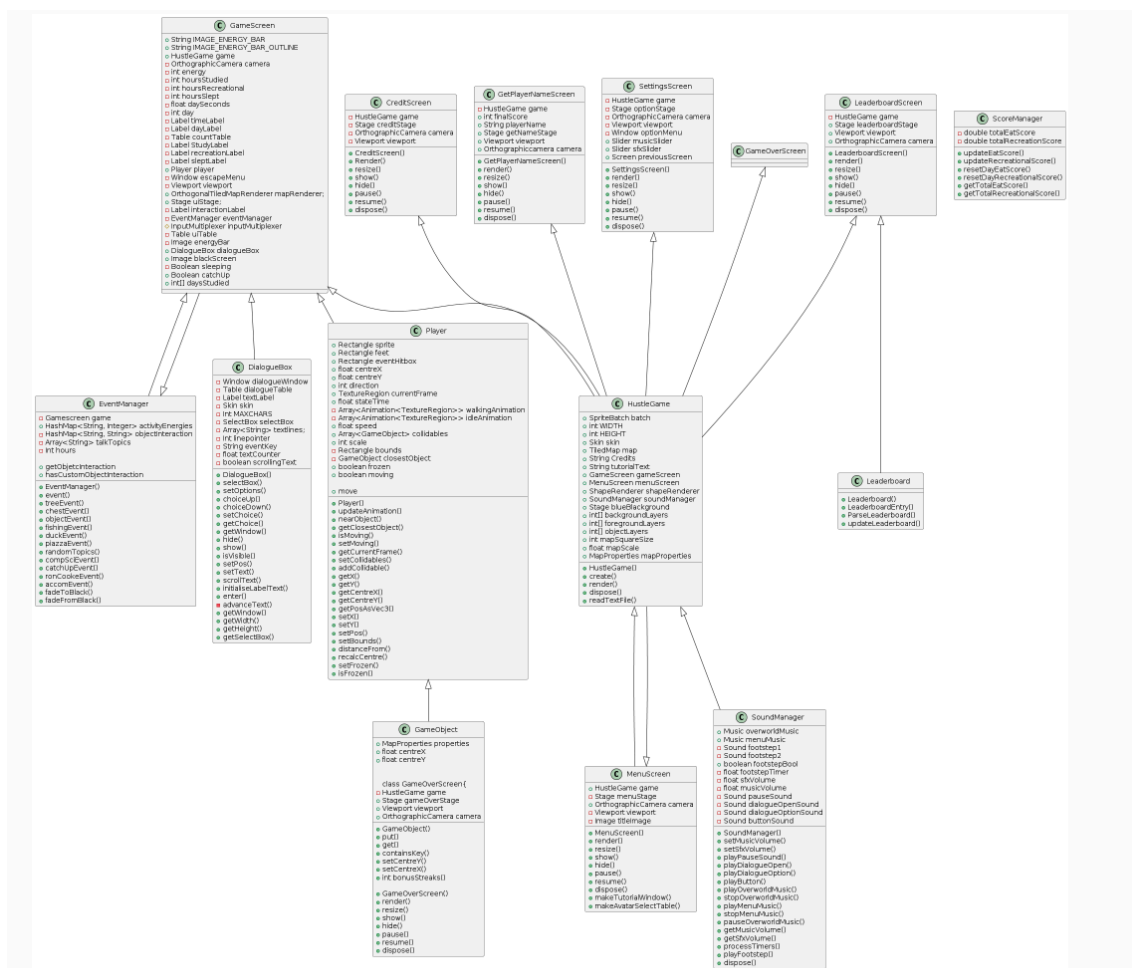 C GameScreen
String IMAGE_ENERGY_BAR
String IMAGE_ENERGY_BAR_OUTLINE
HustleGame game
OrthographicCamera camera
int energy
int hoursStudied
int hoursRecreational
int hoursSlept
float daySeconds
int day
Label timeLabel
Label dayLabel
Table countTable
Label StudyLabel
Label recreationLabel
Label sleptLabel
Player player
Window escapeMenu
Viewport viewport
OrthogonalTiledMapRenderer mapRenderer;
Stage uiStage;
Label interactionLabel
EventManager eventManager
InputMultiplexer inputMultiplexer
Table uiTable
Image energyBar
DialogueBox dialogueBox
Image blackScreen
Boolean sleeping
Boolean catchUp
int[] daysStudied
C CreditScreen
HustleGame game
Stage creditStage
OrthographicCamera camera
Viewport viewport
CreditScreen()
Render()
resize()
show()
hide()
pause()
resume()
dispose()
C GetPlayerNameScreen
HustleGame game
int finalScore
String playerName
Stage getNameStage
Viewport viewport
OrthographicCamera camera
GetPlayerNameScreen()
render()
resize()
show()
hide()
pause()
resume()
dispose()
C SettingsScreen
HustleGame game
Stage optionStage
OrthographicCamera camera
Viewport viewport
Window optionMenu
Slider musicSlider
Slider sfxSlider
Screen previousScreen
SettingsScreen()
render()
resize()
show()
hide()
pause()
resume()
dispose()
C GameOverScreen
C LeaderboardScreen
HustleGame game
Stage leaderboardStage
Viewport viewport
OrthographicCamera camera
LeaderboardScreen()
render()
resize()
show()
hide()
pause()
resume()
dispose()
C ScoreManager
double totalEatScore
double totalRecreationScore
updateEatScore()
updateRecreationalScore()
resetDayEatScore()
resetDayRecreationalScore()
getTotalEatScore()
getTotalRecreationalScore()
C EventManager
Gamescreen game
HashMap<String, Integer> activityEnergies
HashMap<String, String> objectInteraction
Array<String> talkTopics
int hours
getObjetcInteraction
hasCustomObjectInteraction
EventManager()
event()
treeEvent()
chestEvent()
objectEvent()
fishingEvent()
duckEvent()
piazzaEvent()
randomTopics()
compSciEvent()
catchUpEvent()
ronCookeEvent()
accomEvent()
fadeToBlack()
fadeFromBlack()
C DialogueBox
Window dialogueWindow
Table dialogueTable
Label textLabel
Skin skin
int MAXCHARS
SelectBox selectBox
Array<String> textlines;
int linepointer
String eventKey
float textCounter
boolean scrollingText
DialogueBox()
selectBox()
setOptions()
choiceUp()
choiceDown()
setChoice()
getChoice()
getWindow()
hide()
show()
isVisible()
setPos()
setText()
scrollText()
initialiseLabelText()
enter()
advanceText()
getWindow()
getWidth()
getHeight()
getSelectBox()
C Player
Rectangle sprite
Rectangle feet
Rectangle eventHitbox
float centreX
float centreY
int direction
TextureRegion currentFrame
float stateTime
Array<Animation<TextureRegion>> walkingAnimation
Array<Animation<TextureRegion>> idleAnimation
float speed
Array<GameObject> collidables
int scale
Rectangle bounds
GameObject closestObject
boolean frozen
boolean moving
move
Player()
updateAnimation()
nearObject()
getClosestObject()
isMoving()
setMoving()
getCurrentFrame()
setCollidables()
addCollidable()
getX()
getY()
getCentreX()
getCentreY()
getPosAsVec3()
setX()
setY()
setPos()
setBounds()
distanceFrom()
recalcCentre()
setFrozen()
isFrozen()
C HustleGame
SpriteBatch batch
int WIDTH
int HEIGHT
Skin skin
TiledMap map
String Credits
String tutorialText
GameScreen gameScreen
MenuScreen menuScreen
ShapeRenderer shapeRenderer
SoundManager soundManager
Stage blueBackground
int[] backgroundLayers
int[] foregroundLayers
int[] objectLayers
int mapSquareSize
float mapScale
MapProperties mapProperties
HustleGame()
create()
render()
dispose()
readTextFile()
C Leaderboard
Leaderboard()
LeaderboardEntry()
ParseLeaderboard()
updateLeaderboard()
C GameObject
MapProperties properties
float centreX
float centreY
class GameOverScreen{
HustleGame game
Stage gameOverStage
Viewport viewport
OrthographicCamera camera
GameObject()
put[]
get[]
containsKey()
setCentreY()
setCentreX()
int bonusStreaks()
GameOverScreen()
render()
resize()
show()
hide()
pause()
resume()
dispose()
C MenuScreen
HustleGame game
Stage menuStage
OrthographicCamera camera
Viewport viewport
Image titleImage
MenuScreen()
render()
resize()
show()
hide()
pause()
resume()
dispose()
makeTutorialWindow()
makeAvatarSelectTable()
C SoundManager
Music overworldMusic
Music menuMusic
Sound footstep1
Sound footstep2
boolean footstepBool
float footstepTimer
float sfxVolume
float musicVolume
Sound pauseSound
Sound dialogueOpenSound
Sound dialogueOptionSound
Sound buttonSound
SoundManager()
setMusicVolume()
setSfxVolume()
playPauseSound()
playDialogueOpen()
playDialogueOption()
playButton()
playOverworldMusic()
stopOverworldMusic()
playMenuMusic()
stopMenuMusic()
pauseOverworldMusic()
getMusicVolume()
getSfxVolume()
processTimers()
playFootstep()
dispose()